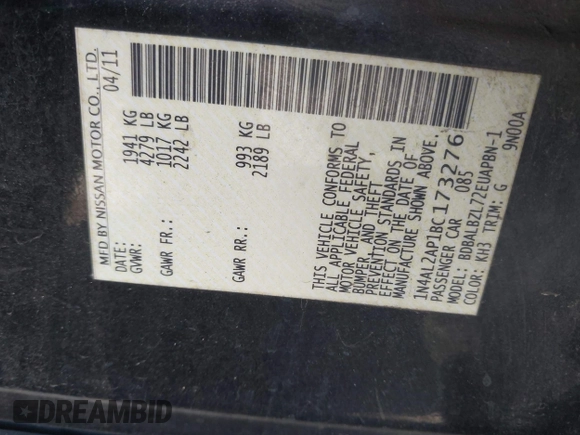 MFD BY NISSAN MOTOR CO., LTD.
DATE: 04/11
GVWR: 1941 KG
4279 LB
GAWR FR.: 1017 KG
2242 LB
GAWR RR.: 993 KG
2189 LB
THIS VEHICLE CONFORMS TO
ALL APPLICABLE FEDERAL
MOTOR VEHICLE SAFETY,
BUMPER, AND THEFT
PREVENTION STANDARDS IN
EFFECT ON THE DATE OF
MANUFACTURE SHOWN ABOVE.
1N4AL2AP1BC173276
PASSENGER CAR 085
MODEL: BDBALBZL72EUAPBN-1
COLOR: KH3 TRIM: G 9N00A
DREAMBID